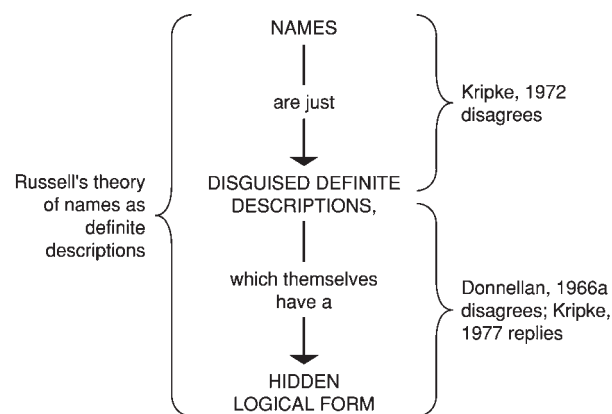 NAMES
are just
DISGUISED DEFINITE
DESCRIPTIONS,
which themselves
have a
HIDDEN
LOGICAL FORM
Russell's theory
of names as
definite
descriptions
Kripke, 1972
disagrees
Donnellan, 1966a
disagrees; Kripke,
1977 replies